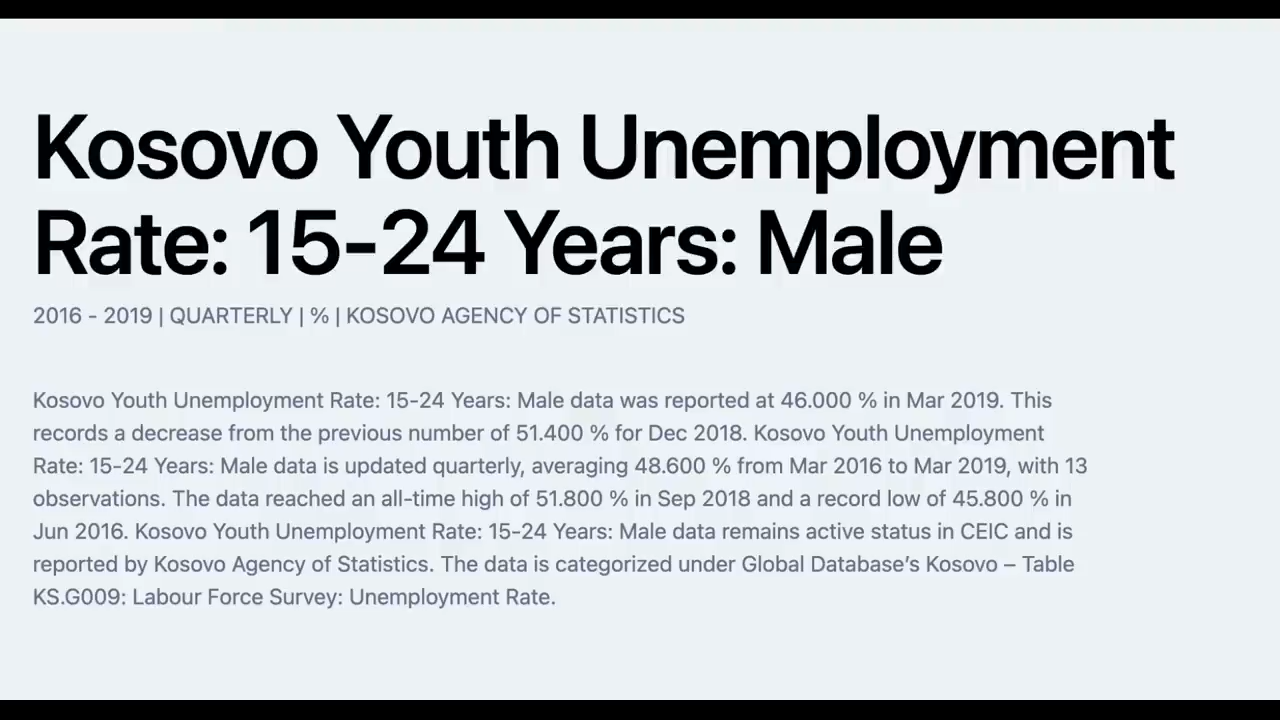 Kosovo Youth Unemployment
Rate: 15-24 Years: Male
2016 - 2019 | QUARTERLY | % | KOSOVO AGENCY OF STATISTICS
Kosovo Youth Unemployment Rate: 15-24 Years: Male data was reported at 46.000 % in Mar 2019. This
records a decrease from the previous number of 51.400 % for Dec 2018. Kosovo Youth Unemployment
Rate: 15-24 Years: Male data is updated quarterly, averaging 48.600 % from Mar 2016 to Mar 2019, with 13
observations. The data reached an all-time high of 51.800 % in Sep 2018 and a record low of 45.800 % in
Jun 2016. Kosovo Youth Unemployment Rate: 15-24 Years: Male data remains active status in CEIC and is
reported by Kosovo Agency of Statistics. The data is categorized under Global Database’s Kosovo – Table
KS.G009: Labour Force Survey: Unemployment Rate.